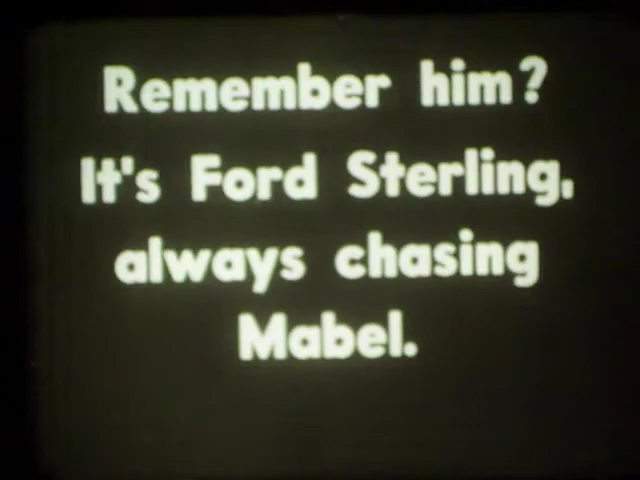 Remember him?
It's Ford Sterling,
always chasing
Mabel.